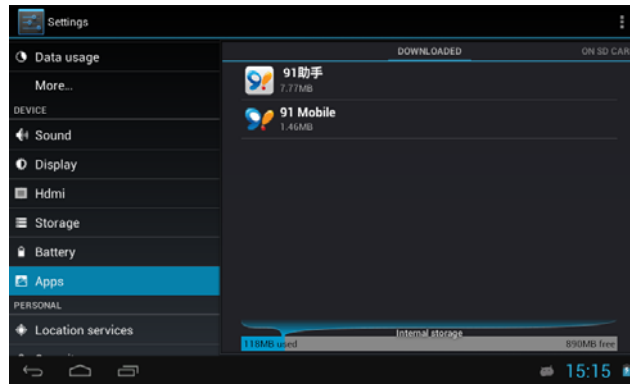 Settings
Data usage
More...
DEVICE
Sound
Display
Hdmi
Storage
Battery
Apps
PERSONAL
Location services
DOWNLOADED
ON SD CAR
91助手
7.77MB
91 Mobile
1.46MB
Internal storage
118MB used
890MB free
15:15